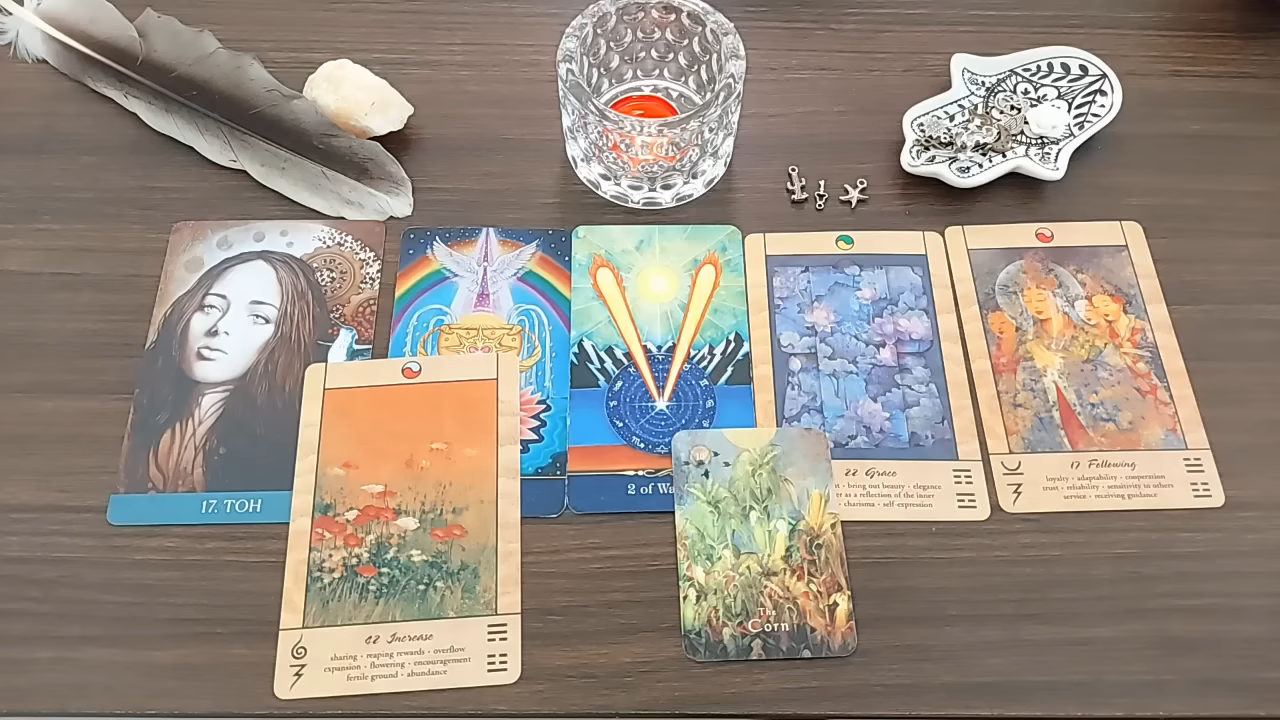 17. TOH
2 of Wa
42 Increase
sharing • reaping rewards • overflow
expansion • flowering • encouragement
fertile ground • abundance
The
Corn
22 Grace
• bring out beauty • elegance
er as a reflection of the inner
• charisma • self-expression
17 Following
loyalty • adaptability • cooperation
trust • reliability • sensitivity to others
service • receiving guidance